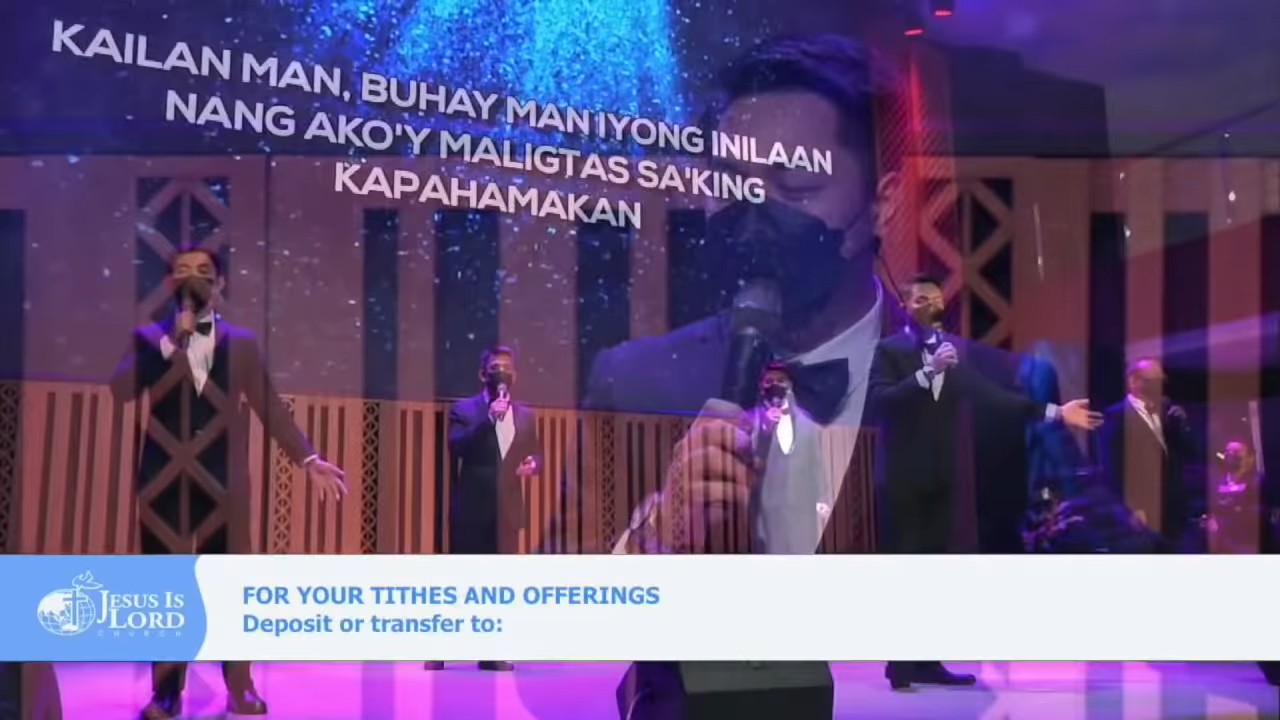 KAILAN MAN, BUHAY MAN IYONG INILAAN
NANG AKO'Y MALIGTAS SA'KING
KAPAHAMAKAN
JESUS IS
LORD
CHURCH
FOR YOUR TITHES AND OFFERINGS
Deposit or transfer to: